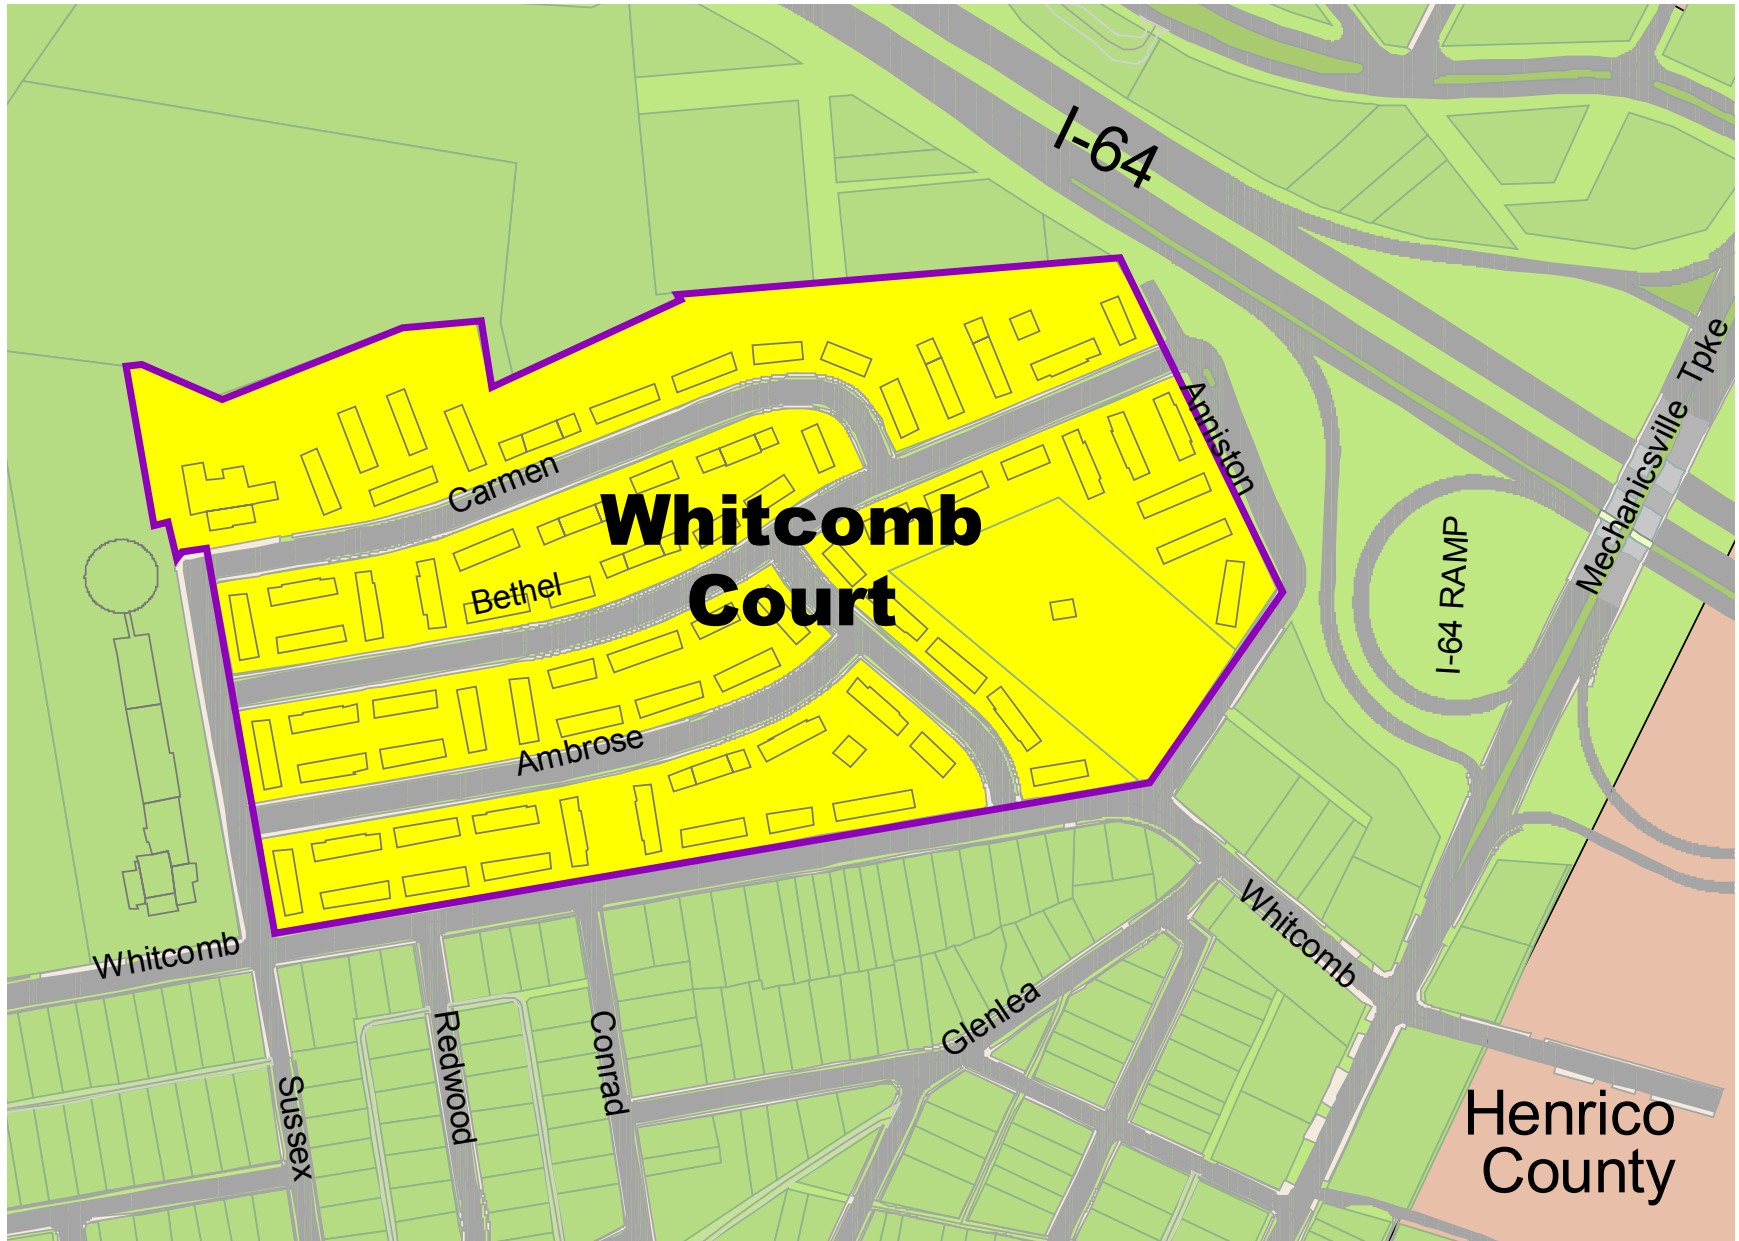 I-64
Mechanicsville Tpke
Anniston
Carmen
Whitcomb
Court
I-64 RAMP
Bethel
Ambrose
Whitcomb
Whitcomb
Glenlea
Redwood
Conrad
Sussex
Henrico
County